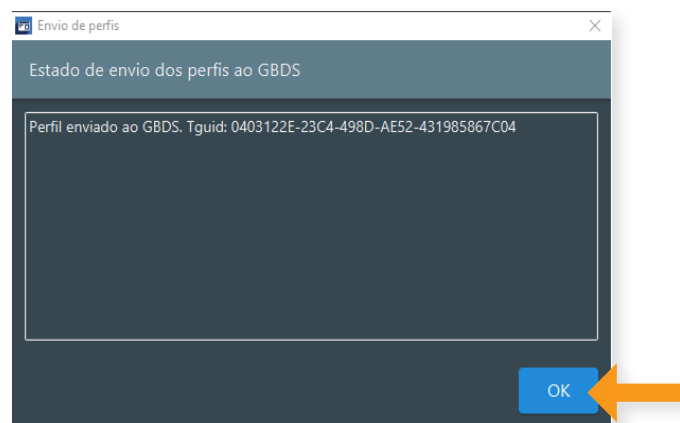 Envio de perfis
Estado de envio dos perfis ao GBDS
Perfil enviado ao GBDS. Tguid: 0403122E-23C4-498D-AE52-431985867C04
OK